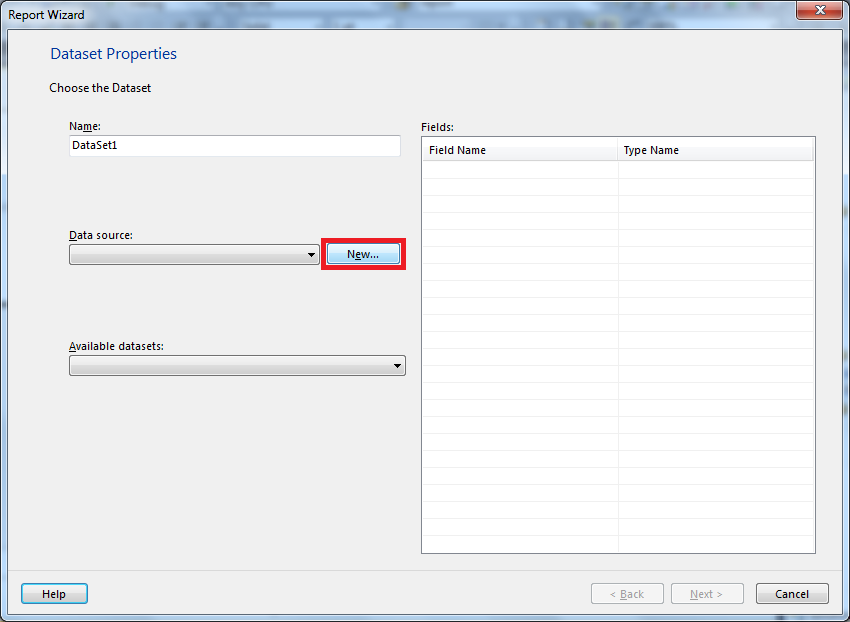 Report Wizard
Dataset Properties
Choose the Dataset
Name:
DataSet1
Data source:
New...
Available datasets:
Fields:
Field Name Type Name
Help
< Back Next > Cancel